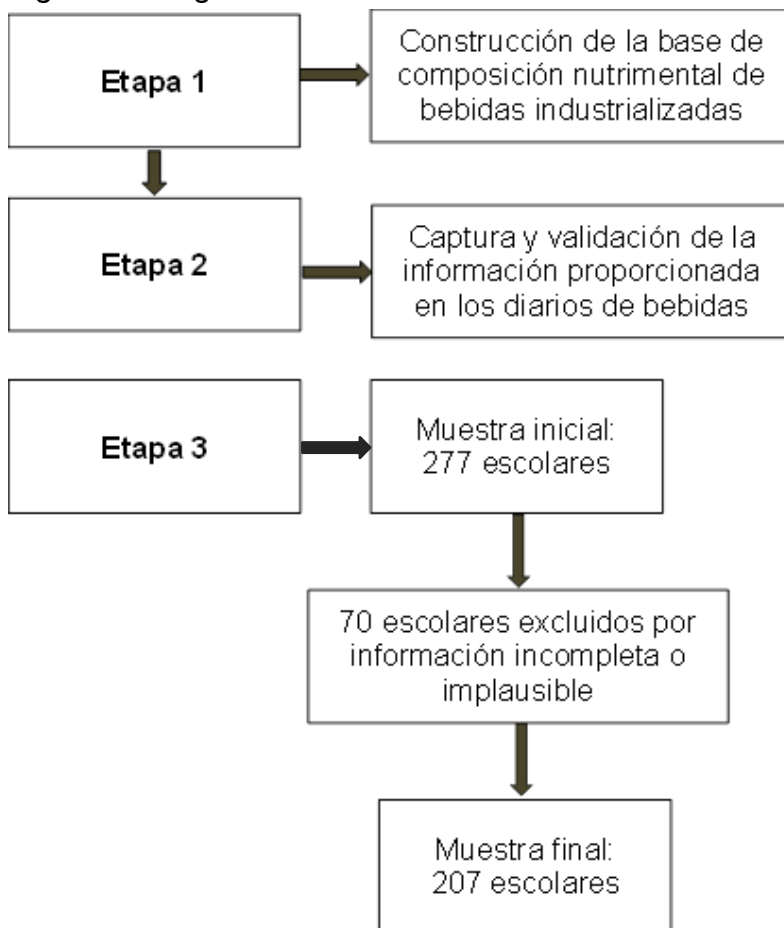 Etapa 1
Construcción de la base de
composición nutrimental de
bebidas industrializadas
Etapa 2
Captura y validación de la
información proporcionada
en los diarios de bebidas
Etapa 3
Muestra inicial:
277 escolares
70 escolares excluidos por
información incompleta o
implausible
Muestra final:
207 escolares